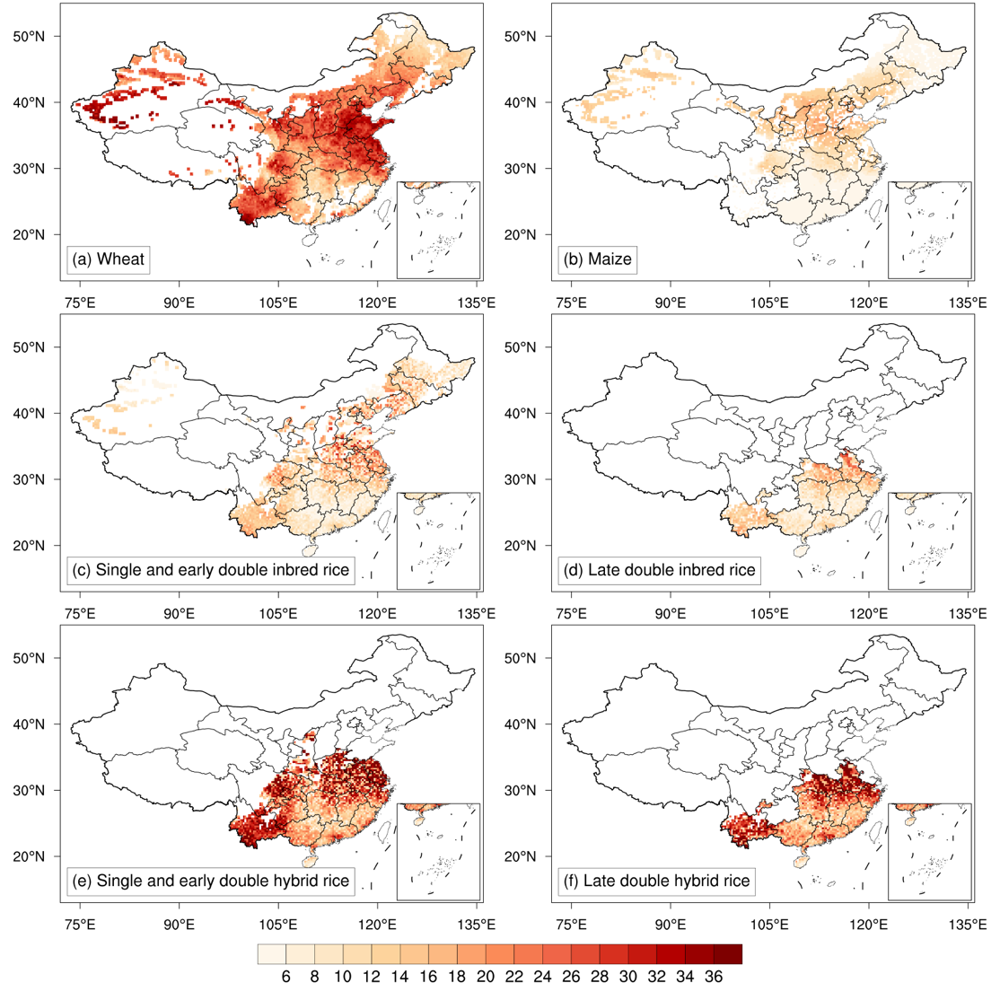 50°N 50°N
40°N 40°N
30°N 30°N
20°N 20°N
(a) Wheat (b) Maize
75°E 90°E 105°E 120°E 135°E 75°E 90°E 105°E 120°E 135°E
50°N 50°N
40°N 40°N
30°N 30°N
20°N 20°N
(c) Single and early double inbred rice (d) Late double inbred rice
75°E 90°E 105°E 120°E 135°E 75°E 90°E 105°E 120°E 135°E
50°N 50°N
40°N 40°N
30°N 30°N
20°N 20°N
(e) Single and early double hybrid rice (f) Late double hybrid rice
75°E 90°E 105°E 120°E 135°E 75°E 90°E 105°E 120°E 135°E
6 8 10 12 14 16 18 20 22 24 26 28 30 32 34 36